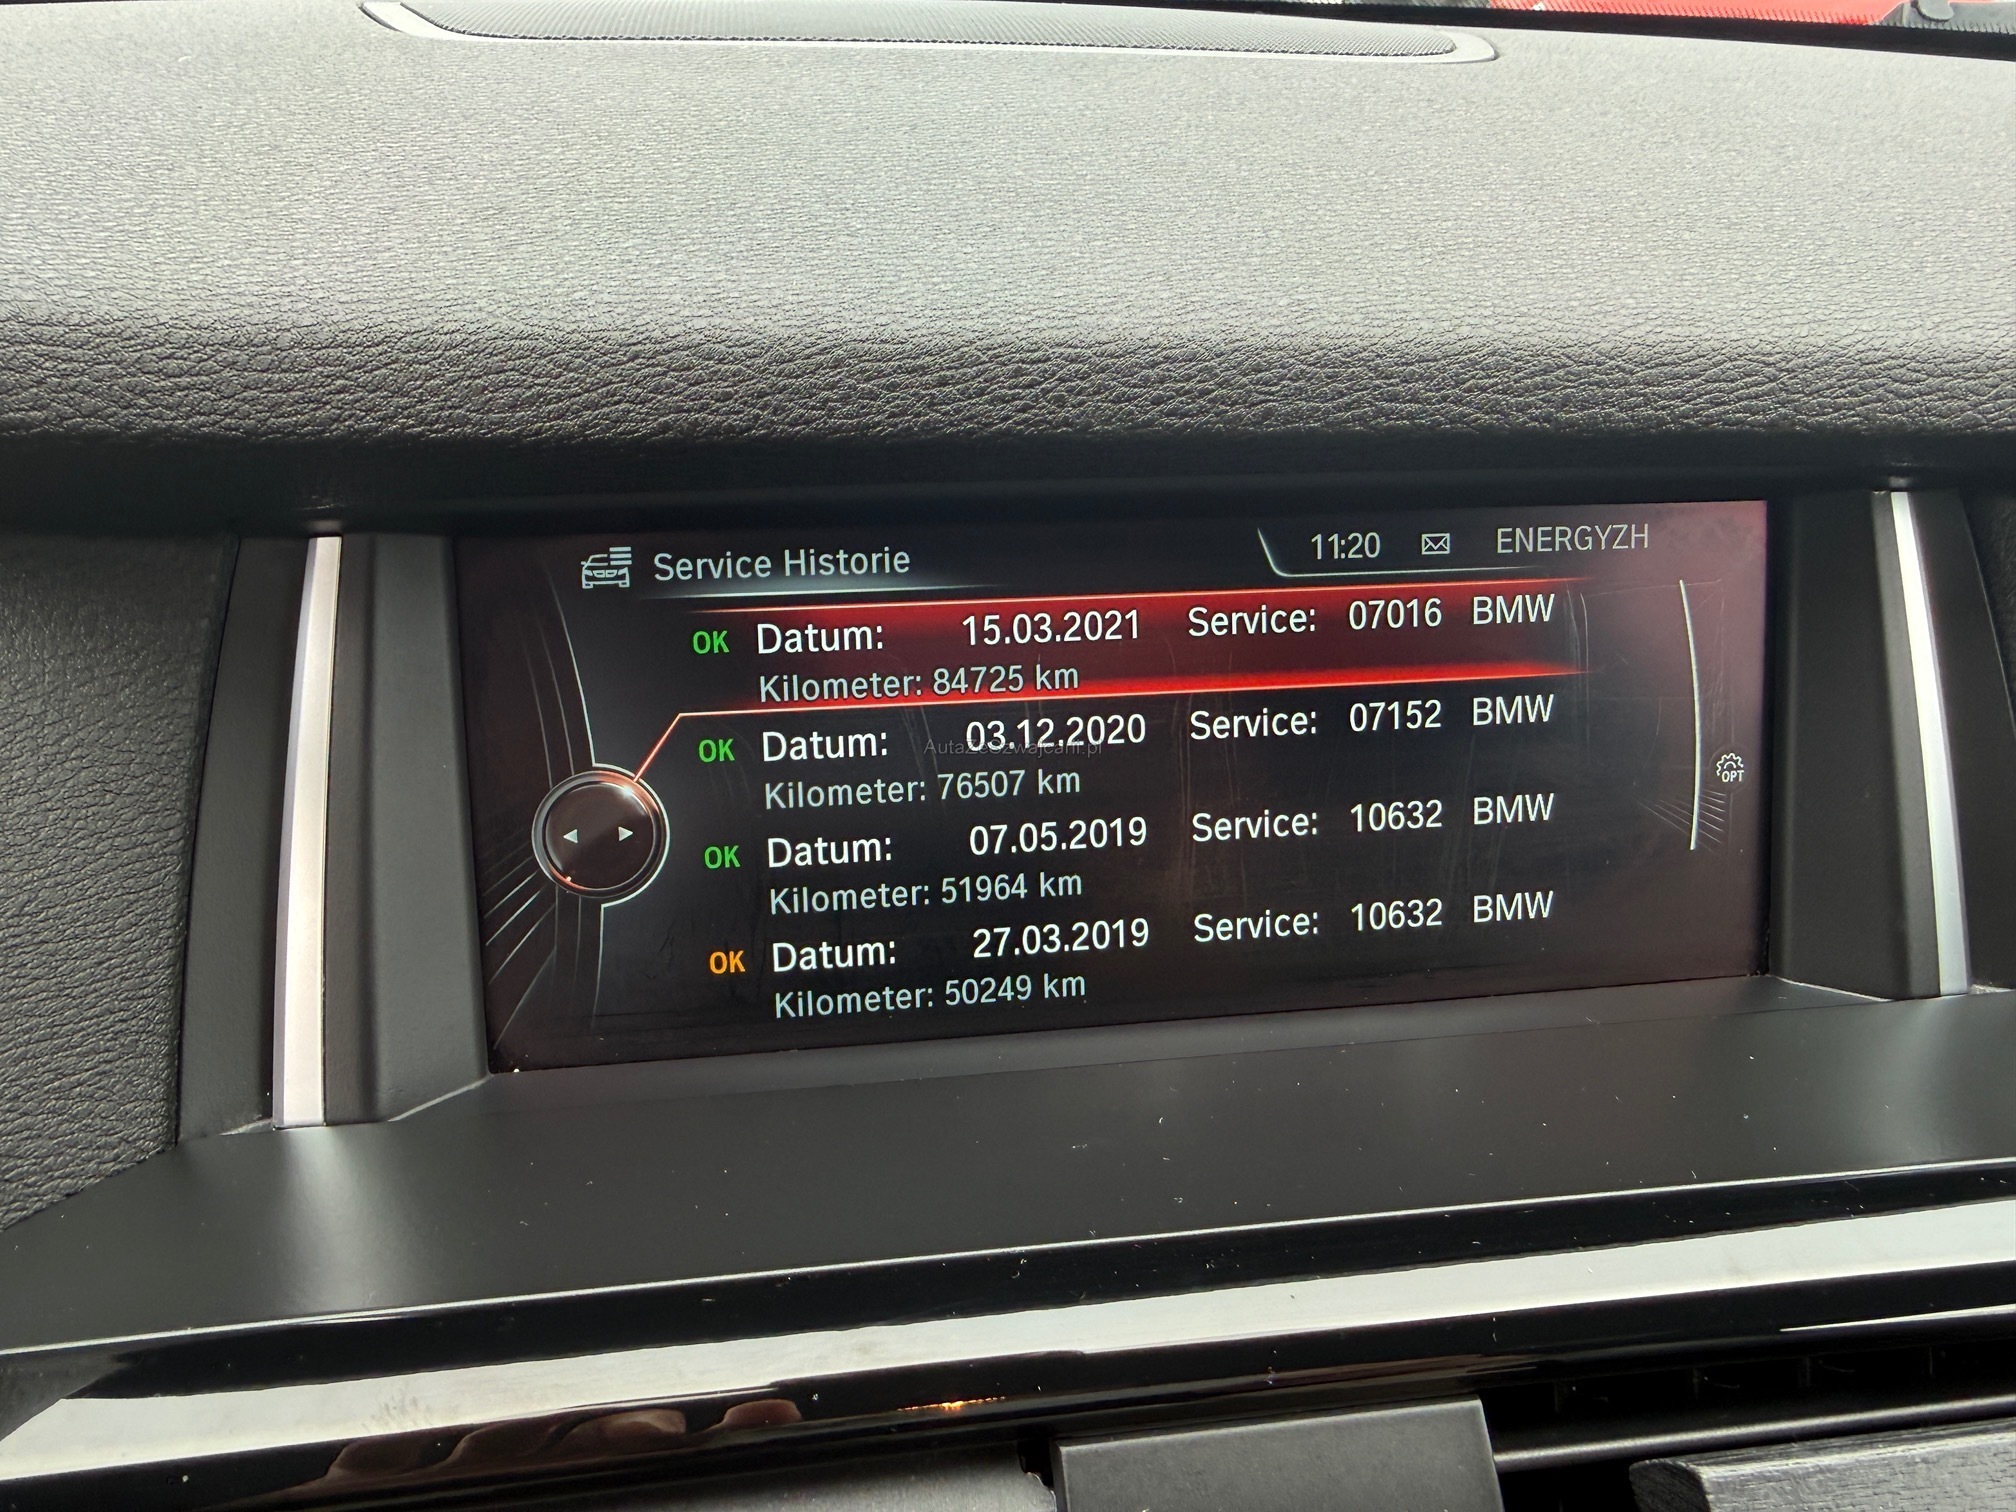 Service Historie 11:20 ENERGYZH
OK Datum: 15.03.2021 Service: 07016 BMW
Kilometer: 84725 km
OK Datum: 03.12.2020 Service: 07152 BMW
AutaZeSzwajcarii.pl
Kilometer: 76507 km
OK Datum: 07.05.2019 Service: 10632 BMW
OPT
Kilometer: 51964 km
OK Datum: 27.03.2019 Service: 10632 BMW
Kilometer: 50249 km